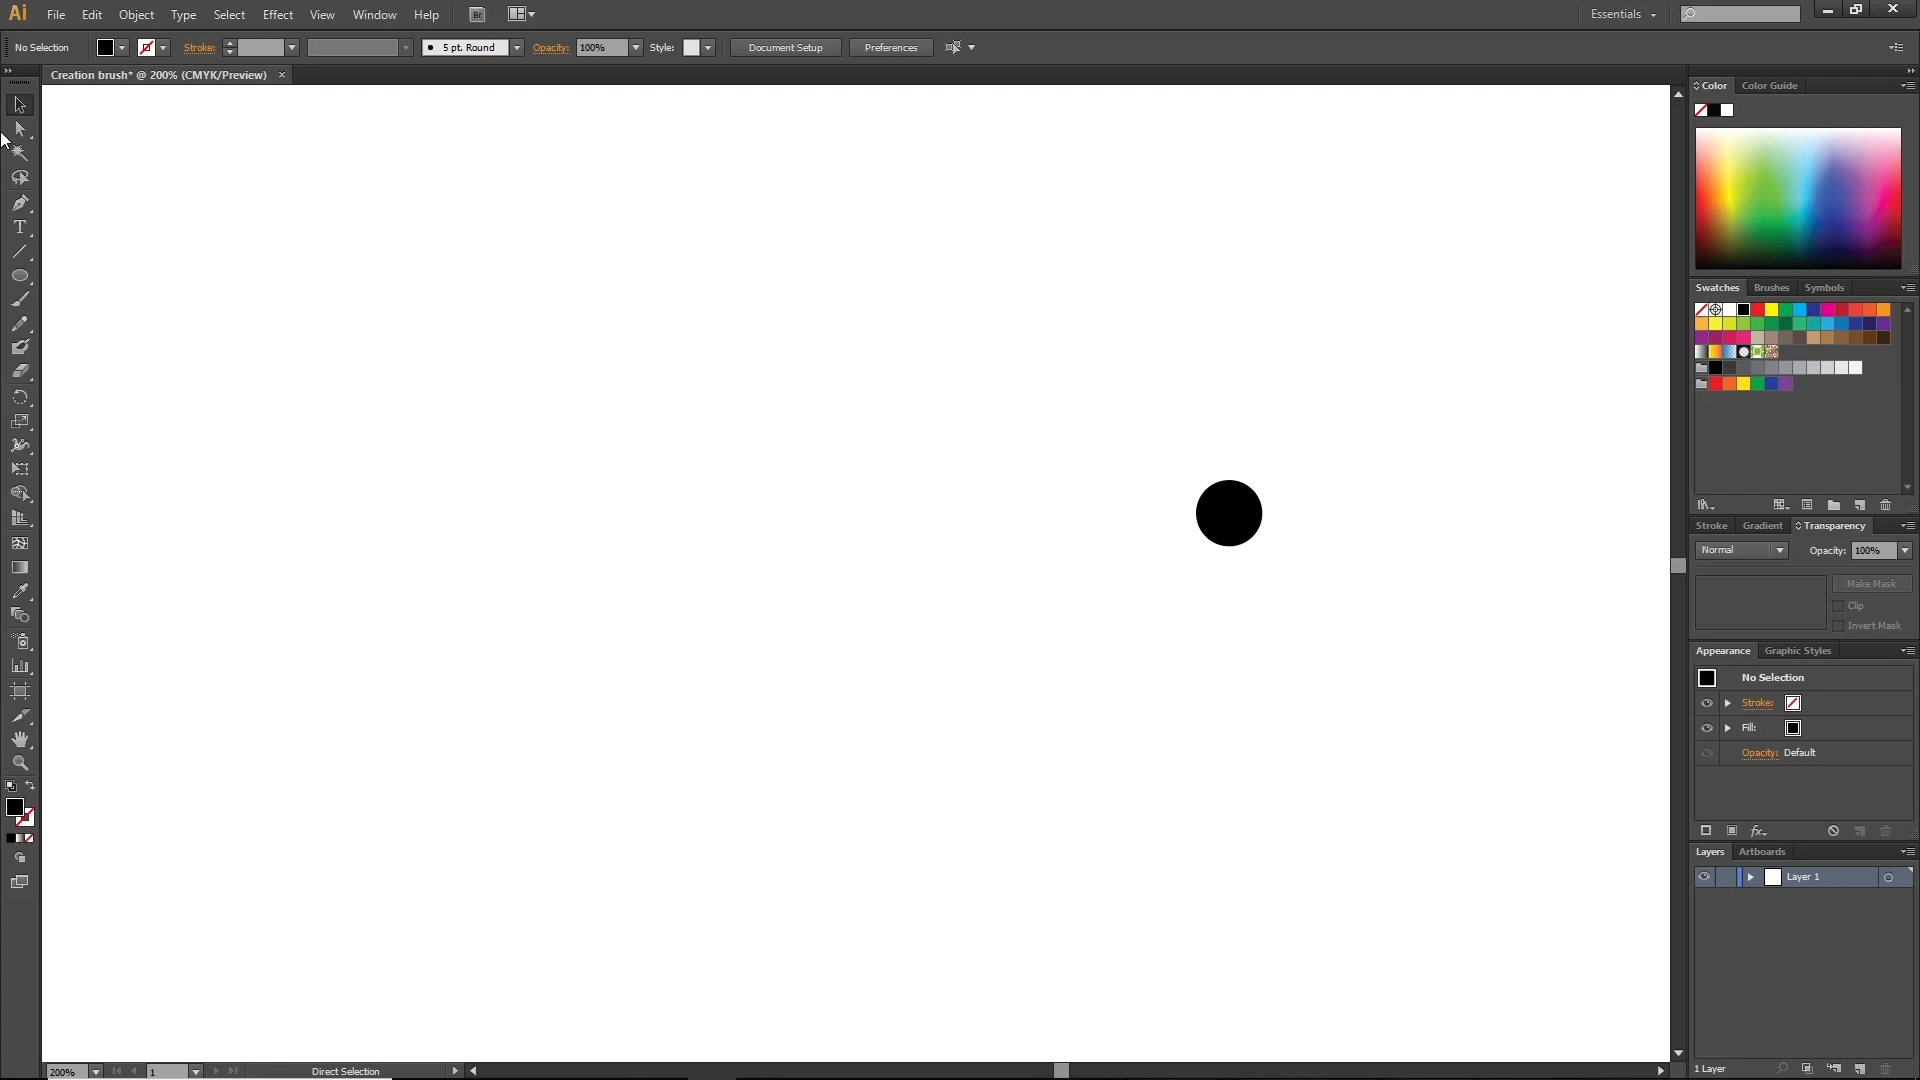 Ai File Edit Object Type Select Effect View Window Help Br Essentials
No Selection Stroke: 5 pt. Round Opacity: 100% Style: Document Setup Preferences
Creation brush* @ 200% (CMYK/Preview)
Color Color Guide
Swatches Brushes Symbols
Stroke Gradient Transparency
Normal Opacity: 100%
Make Mask
Clip
Invert Mask
Appearance Graphic Styles
No Selection
Stroke:
Fill:
Opacity: Default
fx
Layers Artboards
Layer 1
1 Layer
200% 1 Direct Selection